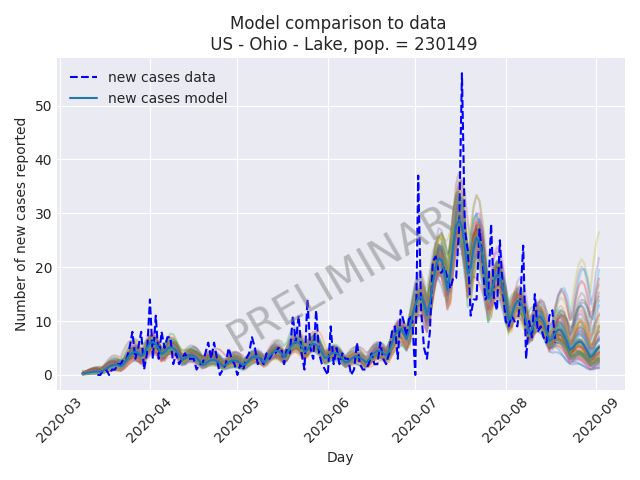 Model comparison to data
US - Ohio - Lake, pop. = 230149
new cases data
new cases model
PRELIMINARY
Number of new cases reported
50
40
30
20
10
0
2020-03
2020-04
2020-05
2020-06
2020-07
2020-08
2020-09
Day